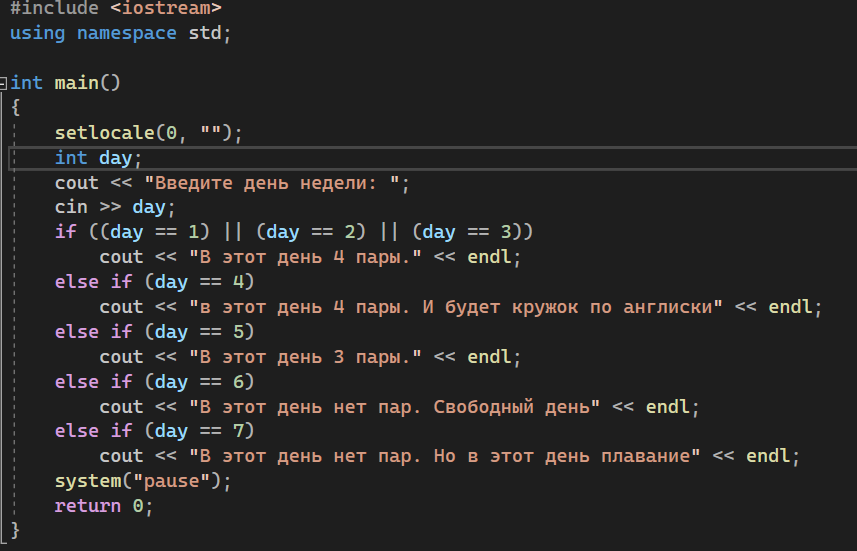 #include <iostream>
using namespace std;
int main()
{
setlocale(0, "");
int day;
cout << "Введите день недели: ";
cin >> day;
if ((day == 1) || (day == 2) || (day == 3))
cout << "В этот день 4 пары." << endl;
else if (day == 4)
cout << "в этот день 4 пары. И будет кружок по англиски" << endl;
else if (day == 5)
cout << "В этот день 3 пары." << endl;
else if (day == 6)
cout << "В этот день нет пар. Свободный день" << endl;
else if (day == 7)
cout << "В этот день нет пар. Но в этот день плавание" << endl;
system("pause");
return 0;
}